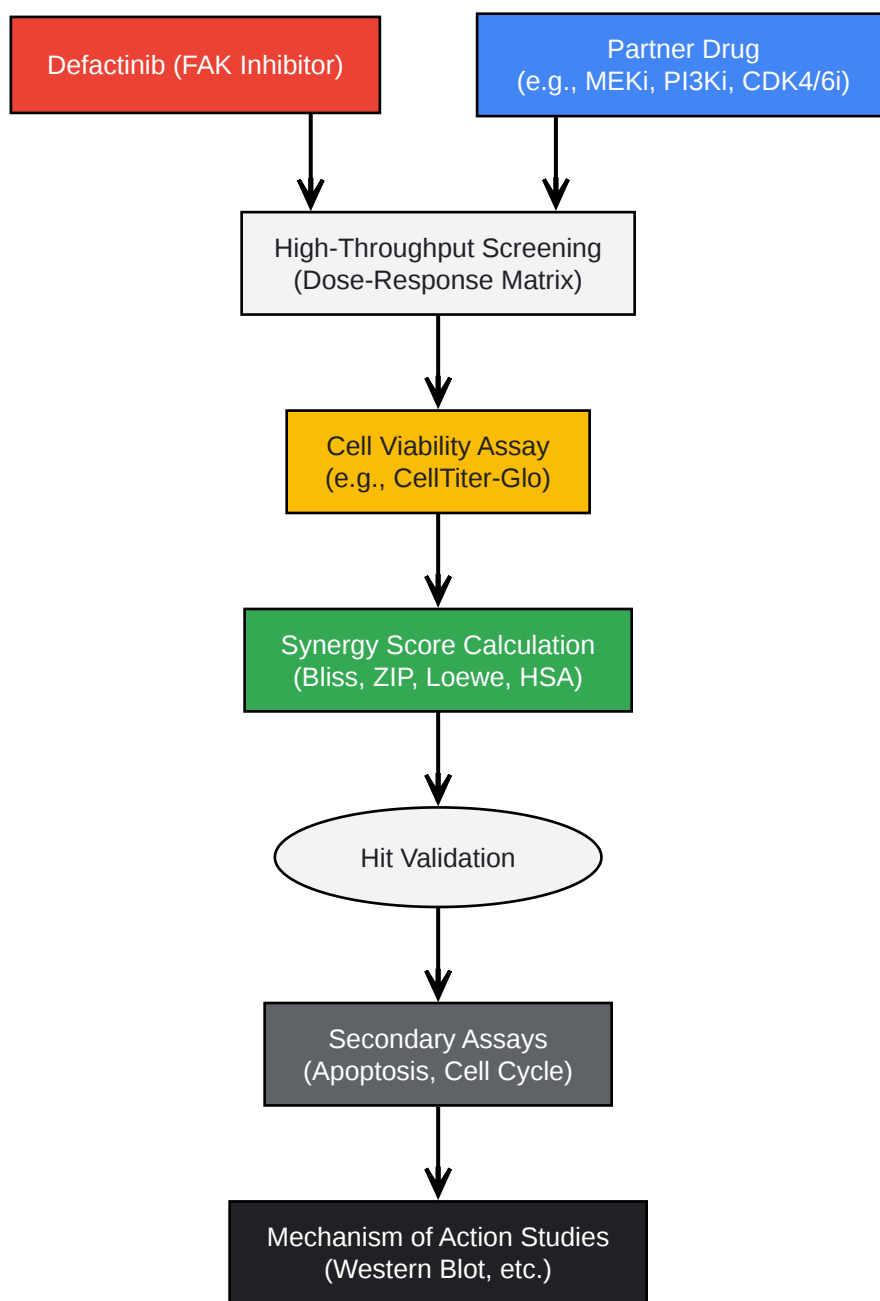 Defactinib (FAK Inhibitor)
Partner Drug
(e.g., MEKi, PI3Ki, CDK4/6i)
High-Throughput Screening
(Dose-Response Matrix)
Cell Viability Assay
(e.g., CellTiter-Glo)
Synergy Score Calculation
(Bliss, ZIP, Loewe, HSA)
Hit Validation
Secondary Assays
(Apoptosis, Cell Cycle)
Mechanism of Action Studies
(Western Blot, etc.)